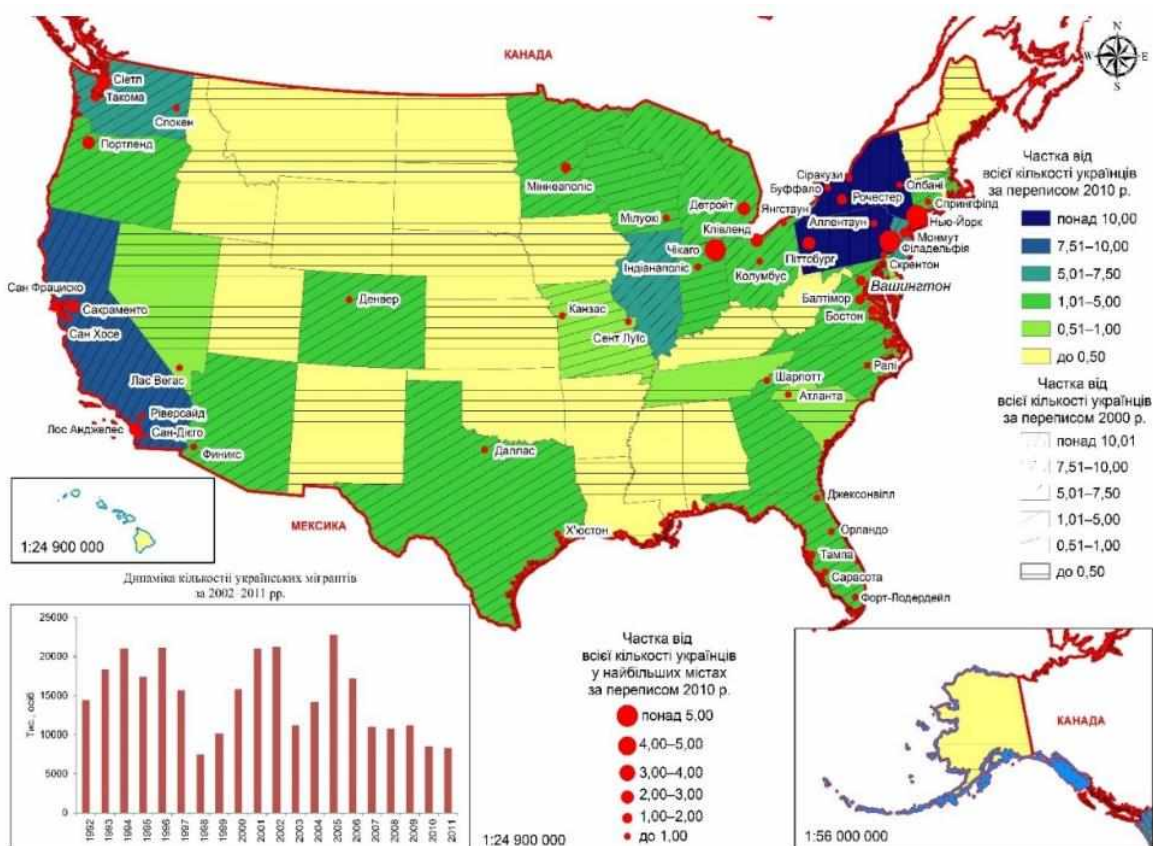 КАНАДА
N
W
E
S
Сіетл
Такома
Спокен
Портленд
Міннеаполіс
Мілуокі
Детройт
Чікаго
Індіанаполіс
Клівленд
Колумбус
Янгстаун
Сіракузи
Буффало
Рочестер
Олбані
Спрингфілд
Аллентаун
Нью-Йорк
Монмут
Філадельфія
Піттсбург
Скрентон
Вашингтон
Балтімор
Бостон
Ралі
Шарлотт
Атланта
Сан Фрациско
Сакраменто
Сан Хосе
Лас Вегас
Ріверсайд
Лос Анджелес
Сан-Дієго
Финикс
Денвер
Канзас
Сент Луїс
Даллас
Х'юстон
Джексонвілл
Орландо
Тампа
Сарасота
Форт-Лодердейл
МЕКСИКА
Частка від
всієї кількості українців
за переписом 2010 р.
понад 10,00
7,51–10,00
5,01–7,50
1,01–5,00
0,51–1,00
до 0,50
Частка від
всієї кількості українців
за переписом 2000 р.
понад 10,01
7,51–10,00
5,01–7,50
1,01–5,00
0,51–1,00
до 0,50
1:24 900 000
Динаміка кількостії українських мігрантів
за 2002–2011 рр.
Тис., осіб
25000
20000
15000
10000
5000
0
1992
1993
1994
1995
1996
1997
1998
1999
2000
2001
2002
2003
2004
2005
2006
2007
2008
2009
2010
2011
1:24 900 000
Частка від
всієї кількості українців
у найбільших містах
за переписом 2010 р.
понад 5,00
4,00–5,00
3,00–4,00
2,00–3,00
1,00–2,00
до 1,00
КАНАДА
1:56 000 000